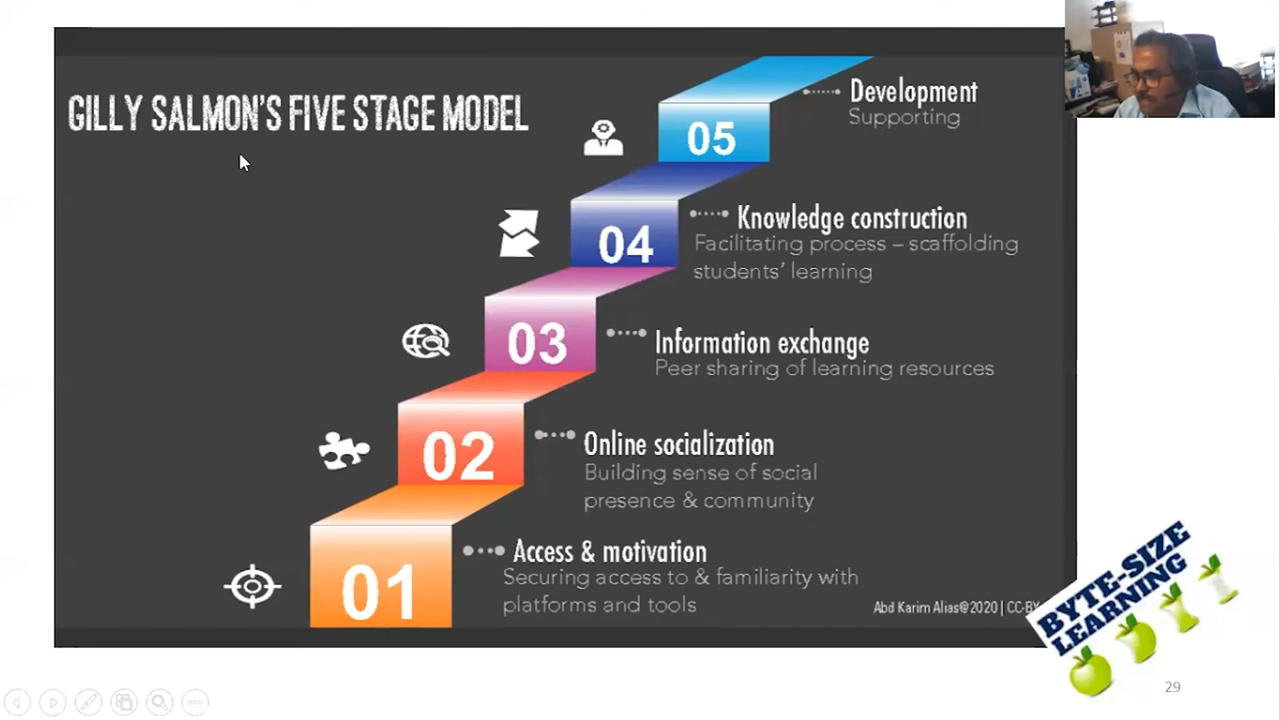 GILLY SALMON'S FIVE STAGE MODEL
05
Development
Supporting
04
Knowledge construction
Facilitating process – scaffolding
students' learning
03
Information exchange
Peer sharing of learning resources
02
Online socialization
Building sense of social
presence & community
01
Access & motivation
Securing access to & familiarity with
platforms and tools
Abd Karim Alias@2020 | CC-BY
BYTE-SIZE
LEARNING
29